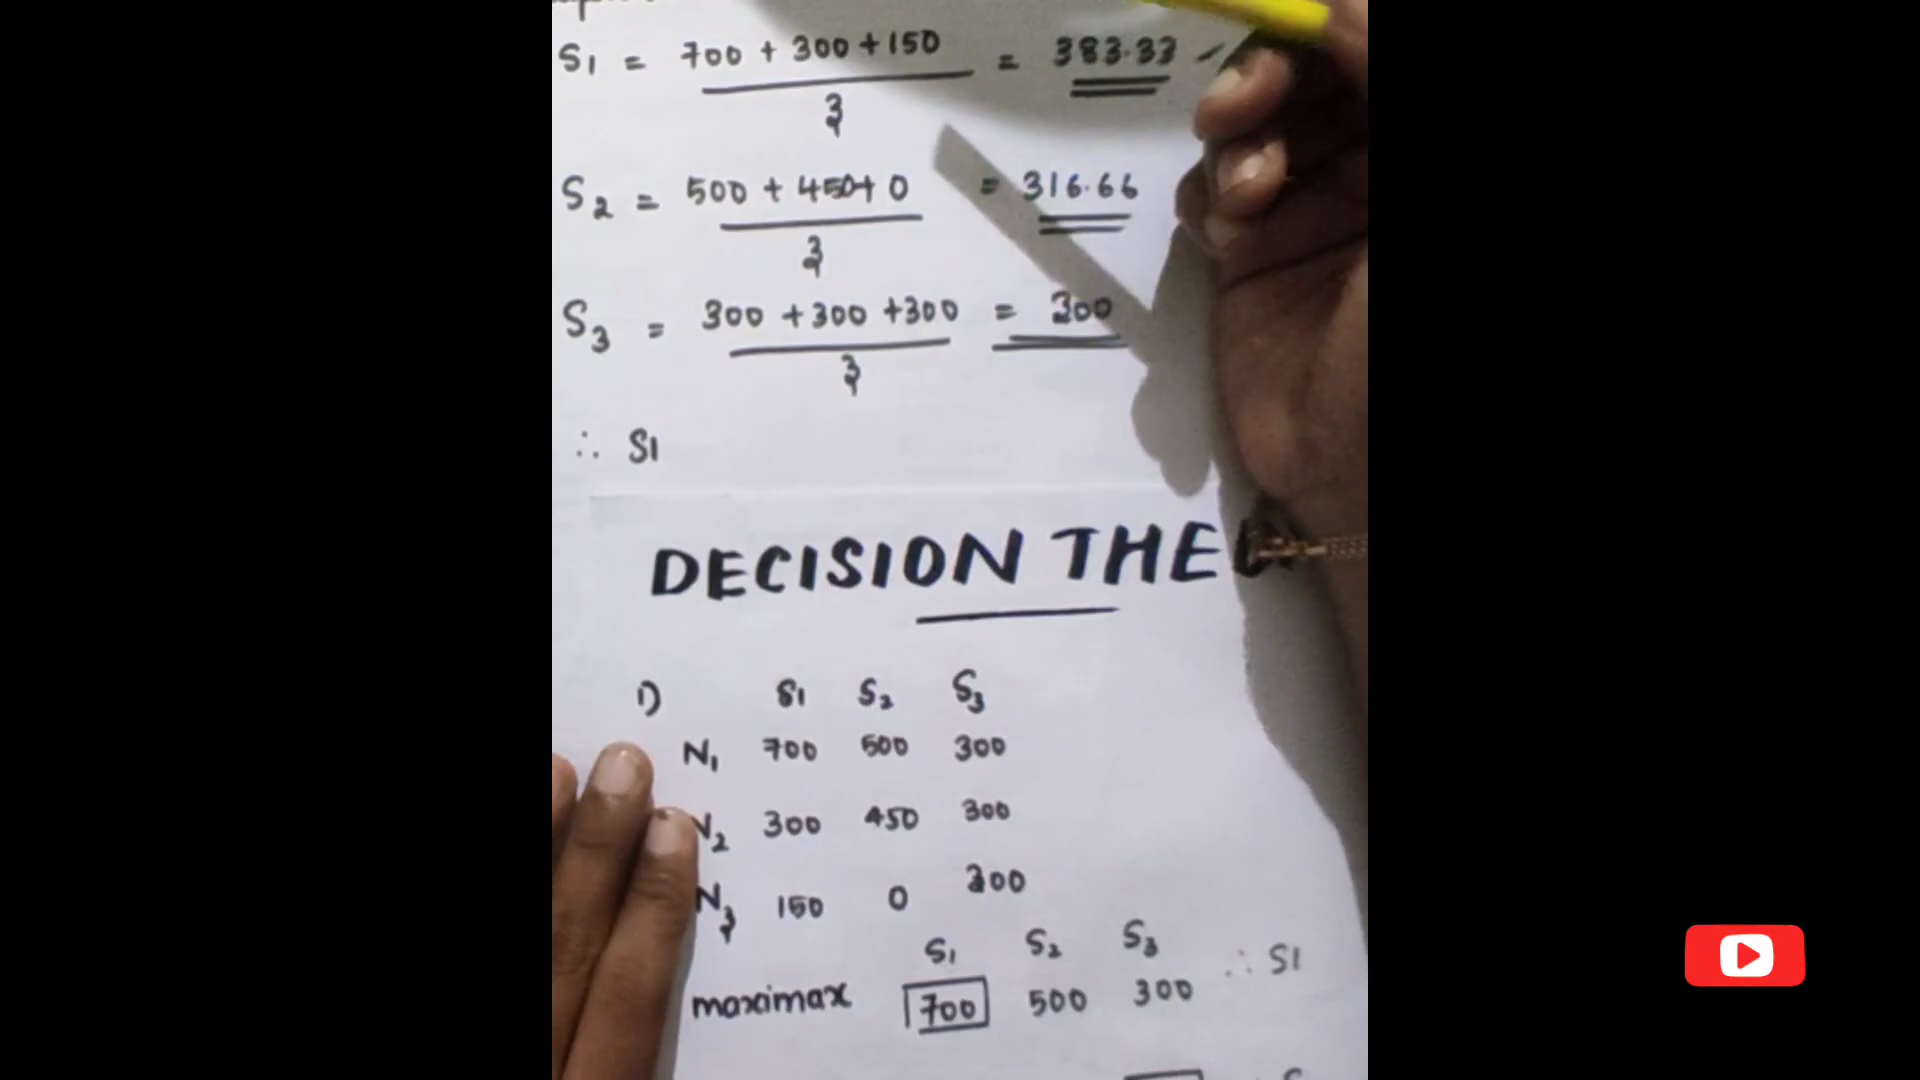 S1 = 700 + 300 + 150 = 383.33
3
S2 = 500 + 450 + 0 = 316.66
3
S3 = 300 + 300 + 300 = 300
3
∴ S1
DECISION THE
1) S1 S2 S3
N1 700 500 300
N2 300 450 300
N3 150 0 300
S1 S2 S3
maximax 700 500 300 ∴ S1